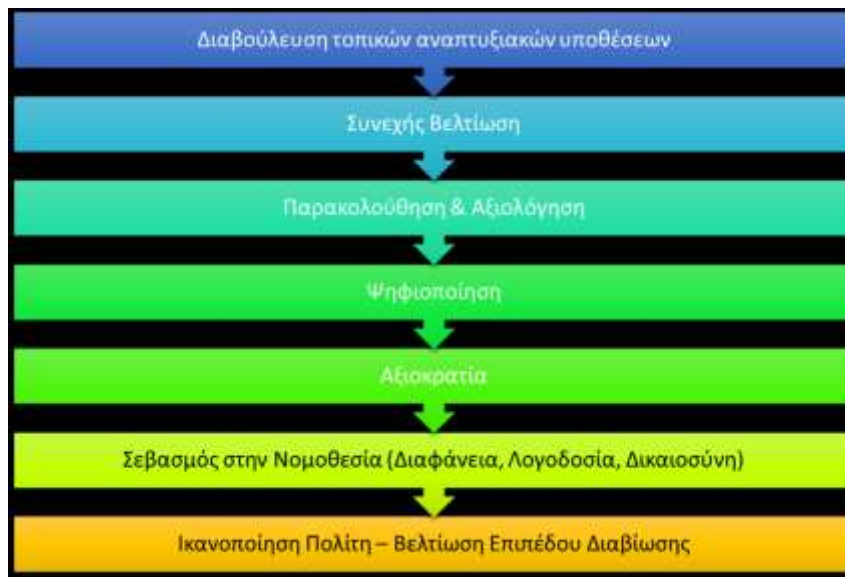 Διαβούλευση τοπικών αναπτυξιακών υποθέσεων
Συνεχής Βελτίωση
Παρακολούθηση & Αξιολόγηση
Ψηφιοποίηση
Αξιοκρατία
Σεβασμός στην Νομοθεσία (Διαφάνεια, Λογοδοσία, Δικαιοσύνη)
Ικανοποίηση Πολίτη – Βελτίωση Επιπέδου Διαβίωσης